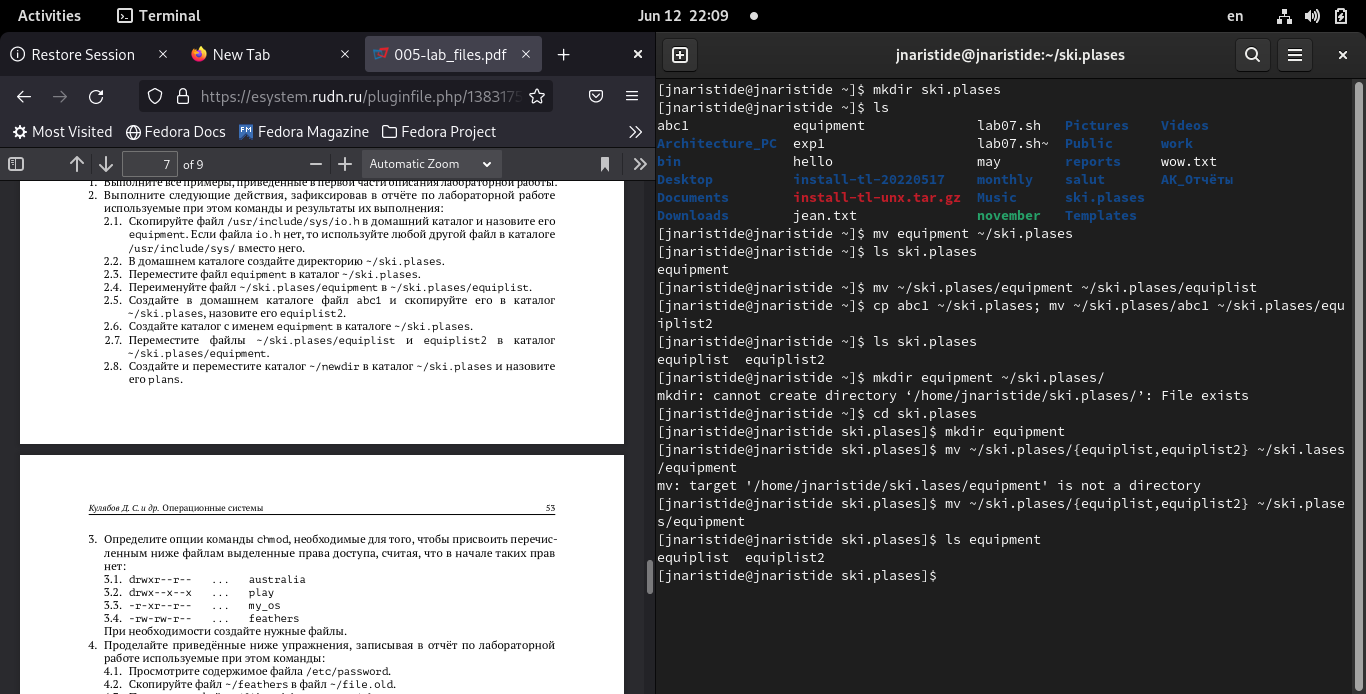 Activities
Terminal
Jun 12 22:09
en
Restore Session
New Tab
005-lab_files.pdf
https://esystem.rudn.ru/pluginfile.php/1383175
Most Visited
Fedora Docs
Fedora Magazine
Fedora Project
7 of 9
Automatic Zoom
1. Выполните все примеры, приведённые в первой части описания лабораторной работы.
2. Выполните следующие действия, зафиксировав в отчёте по лабораторной работе
используемые при этом команды и результаты их выполнения:
2.1. Скопируйте файл /usr/include/sys/io.h в домашний каталог и назовите его
equipment. Если файла io.h нет, то используйте любой другой файл в каталоге
/usr/include/sys/ вместо него.
2.2. В домашнем каталоге создайте директорию ~/ski.plases.
2.3. Переместите файл equipment в каталог ~/ski.plases.
2.4. Переименуйте файл ~/ski.plases/equipment в ~/ski.plases/equiplist.
2.5. Создайте в домашнем каталоге файл abc1 и скопируйте его в каталог
~/ski.plases, назовите его equiplist2.
2.6. Создайте каталог с именем equipment в каталоге ~/ski.plases.
2.7. Переместите файлы ~/ski.plases/equiplist и equiplist2 в каталог
~/ski.plases/equipment.
2.8. Создайте и переместите каталог ~/newdir в каталог ~/ski.plases и назовите
его plans.
Кулябов Д. С. и др. Операционные системы 53
3. Определите опции команды chmod, необходимые для того, чтобы присвоить перечис-
ленным ниже файлам выделенные права доступа, считая, что в начале таких прав
нет:
3.1. drwxr--r-- ... australia
3.2. drwx--x--x ... play
3.3. -r-xr--r-- ... my_os
3.4. -rw-rw-r-- ... feathers
При необходимости создайте нужные файлы.
4. Проделайте приведённые ниже упражнения, записывая в отчёт по лабораторной
работе используемые при этом команды:
4.1. Просмотрите содержимое файла /etc/password.
4.2. Скопируйте файл ~/feathers в файл ~/file.old.
jnaristide@jnaristide:~/ski.plases
[jnaristide@jnaristide ~]$ mkdir ski.plases
[jnaristide@jnaristide ~]$ ls
abc1 equipment lab07.sh Pictures Videos
Architecture_PC exp1 lab07.sh~ Public work
bin hello may reports wow.txt
Desktop install-tl-20220517 monthly salut АК_Отчёты
Documents install-tl-unx.tar.gz Music ski.plases
Downloads jean.txt november Templates
[jnaristide@jnaristide ~]$ mv equipment ~/ski.plases
[jnaristide@jnaristide ~]$ ls ski.plases
equipment
[jnaristide@jnaristide ~]$ mv ~/ski.plases/equipment ~/ski.plases/equiplist
[jnaristide@jnaristide ~]$ cp abc1 ~/ski.plases; mv ~/ski.plases/abc1 ~/ski.plases/equ
iplist2
[jnaristide@jnaristide ~]$ ls ski.plases
equiplist equiplist2
[jnaristide@jnaristide ~]$ mkdir equipment ~/ski.plases/
mkdir: cannot create directory ‘/home/jnaristide/ski.plases/’: File exists
[jnaristide@jnaristide ~]$ cd ski.plases
[jnaristide@jnaristide ski.plases]$ mkdir equipment
[jnaristide@jnaristide ski.plases]$ mv ~/ski.plases/{equiplist,equiplist2} ~/ski.lases
/equipment
mv: target '/home/jnaristide/ski.lases/equipment' is not a directory
[jnaristide@jnaristide ski.plases]$ mv ~/ski.plases/{equiplist,equiplist2} ~/ski.plase
s/equipment
[jnaristide@jnaristide ski.plases]$ ls equipment
equiplist equiplist2
[jnaristide@jnaristide ski.plases]$